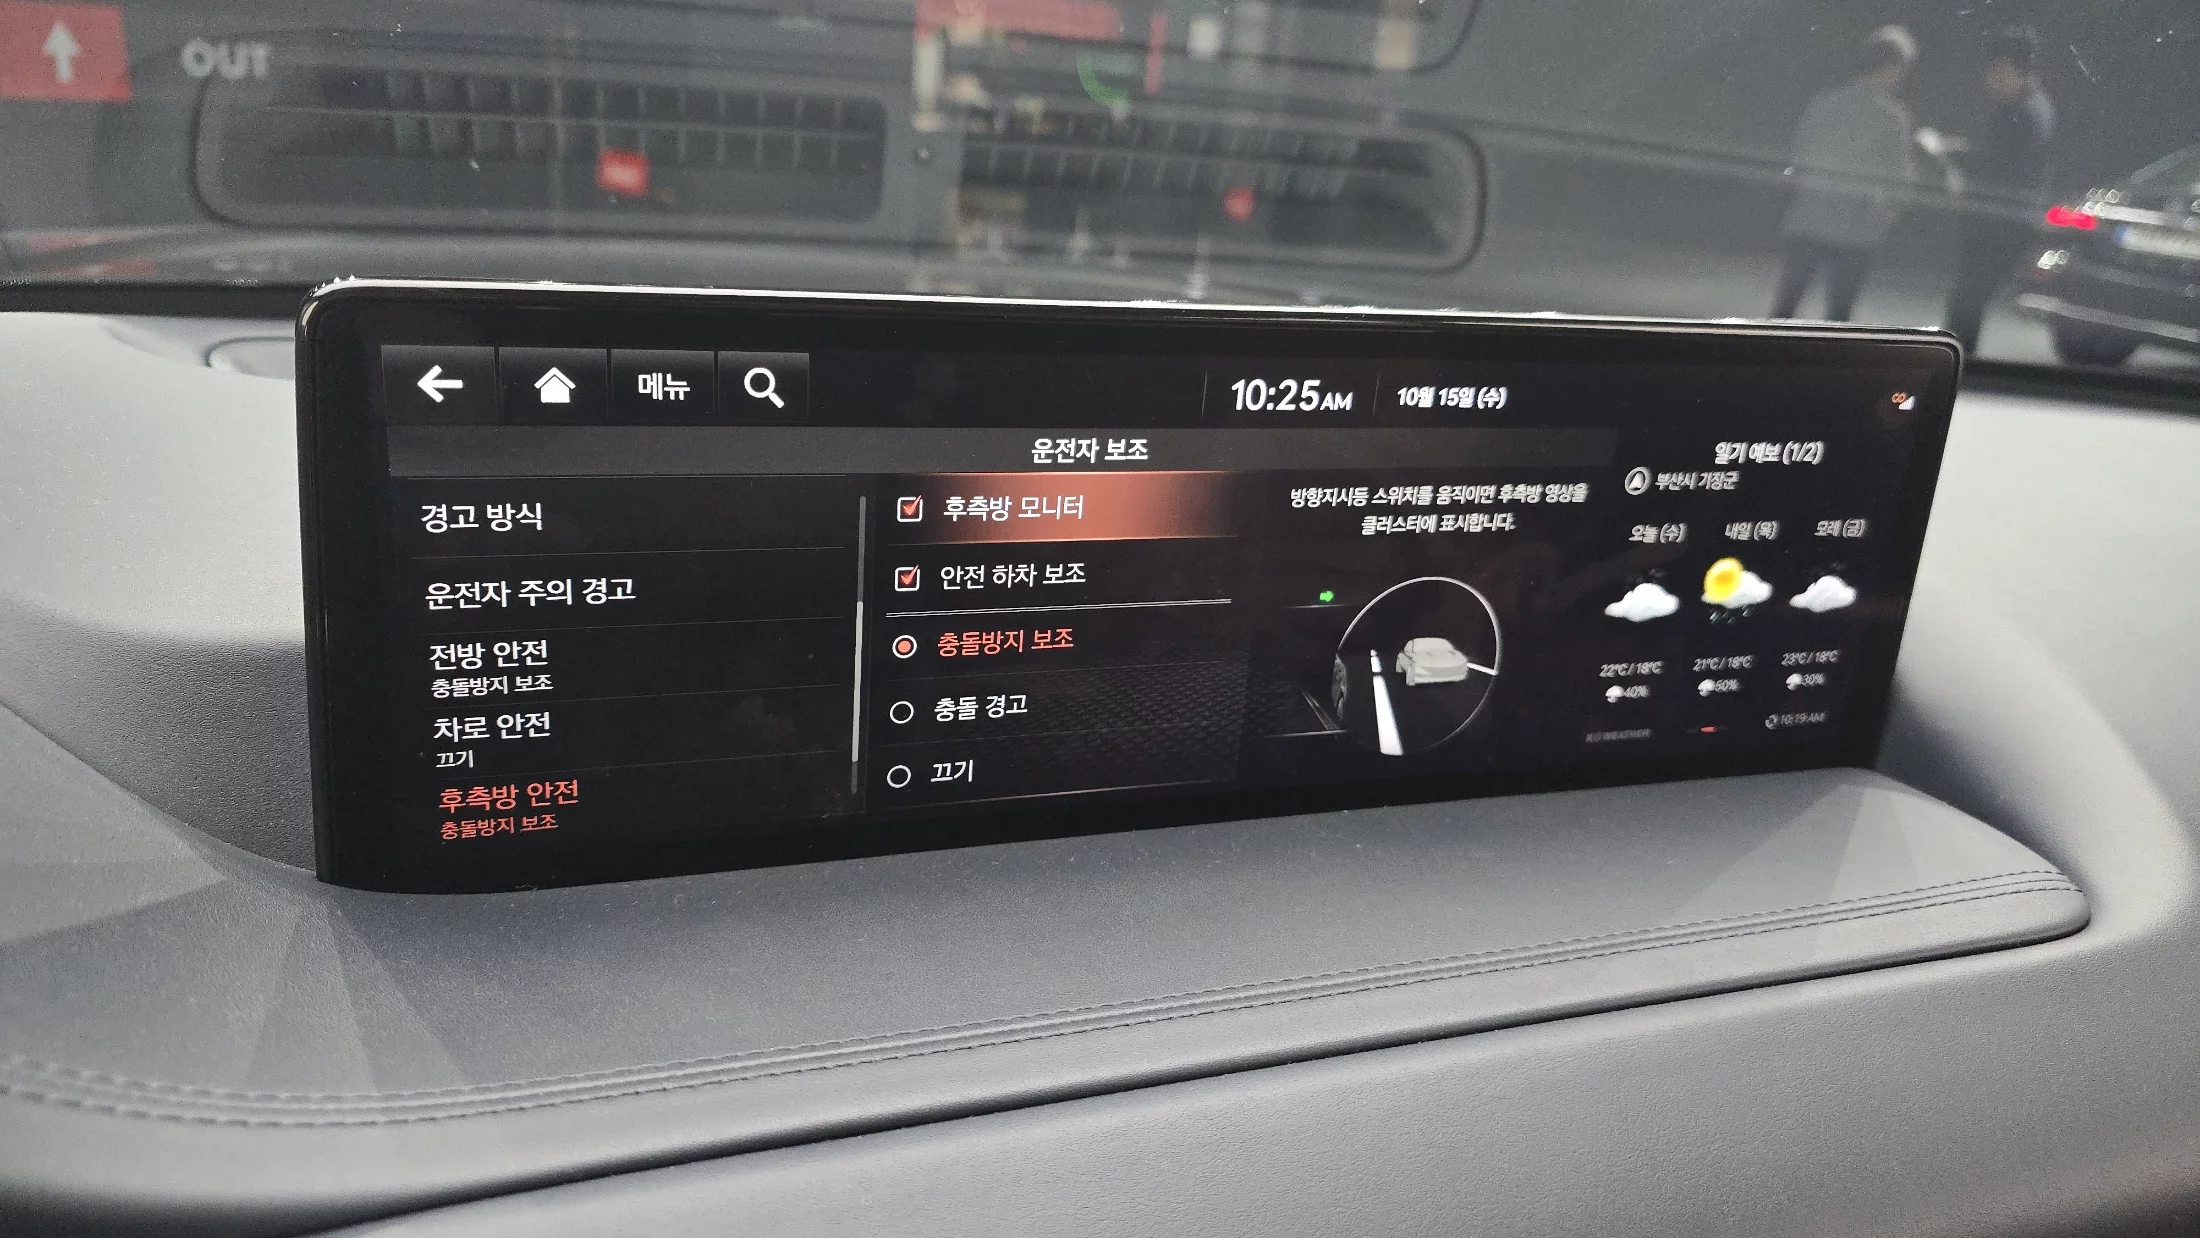 OUT
메뉴
10:25AM
10월 15일 (수)
운전자 보조
경고 방식
운전자 주의 경고
전방 안전
충돌방지 보조
차로 안전
끄기
후측방 안전
충돌방지 보조
후측방 모니터
안전 하차 보조
충돌방지 보조
충돌 경고
끄기
방향지시등 스위치를 움직이면 후측방 영상을
클러스터에 표시합니다.
일기 예보 (1/2)
부산시 기장군
오늘 (수) 내일 (목) 모레 (금)
22°C / 18°C 21°C / 18°C 23°C / 18°C
40% 50% 30%
10:19 AM